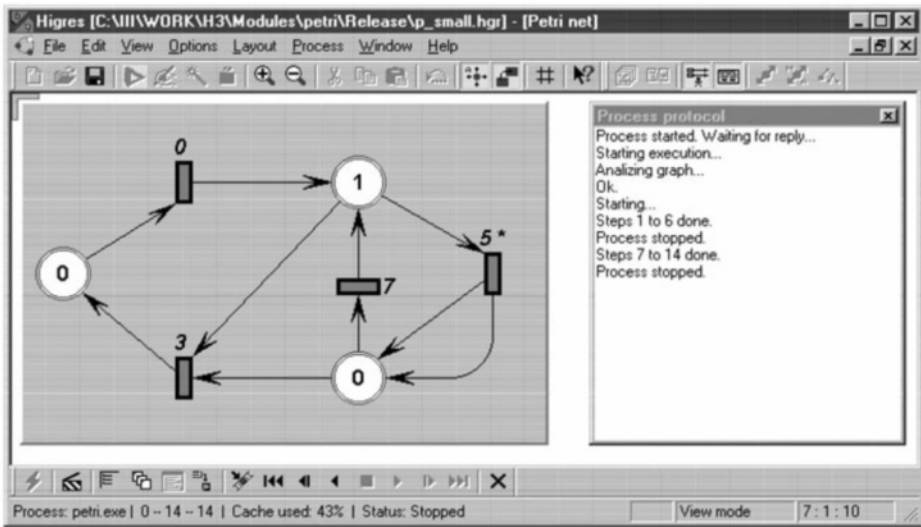 Higres [C:\III\WORK\H3\Modules\petri\Release\p_small.hgr] - [Petri net]
File Edit View Options Layout Process Window Help
Process protocol
Process started. Waiting for reply...
Starting execution...
Analizing graph...
Ok.
Starting...
Steps 1 to 6 done.
Process stopped.
Steps 7 to 14 done.
Process stopped.
0
1
5 *
0
7
3
0
Process: petri.exe | 0 -- 14 -- 14 | Cache used: 43% | Status: Stopped
View mode
7 : 1 : 10